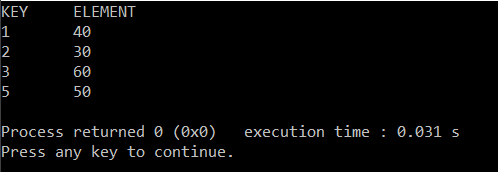 KEY     ELEMENT
1       40
2       30
3       60
5       50
Process returned 0 (0x0)   execution time : 0.031 s
Press any key to continue.